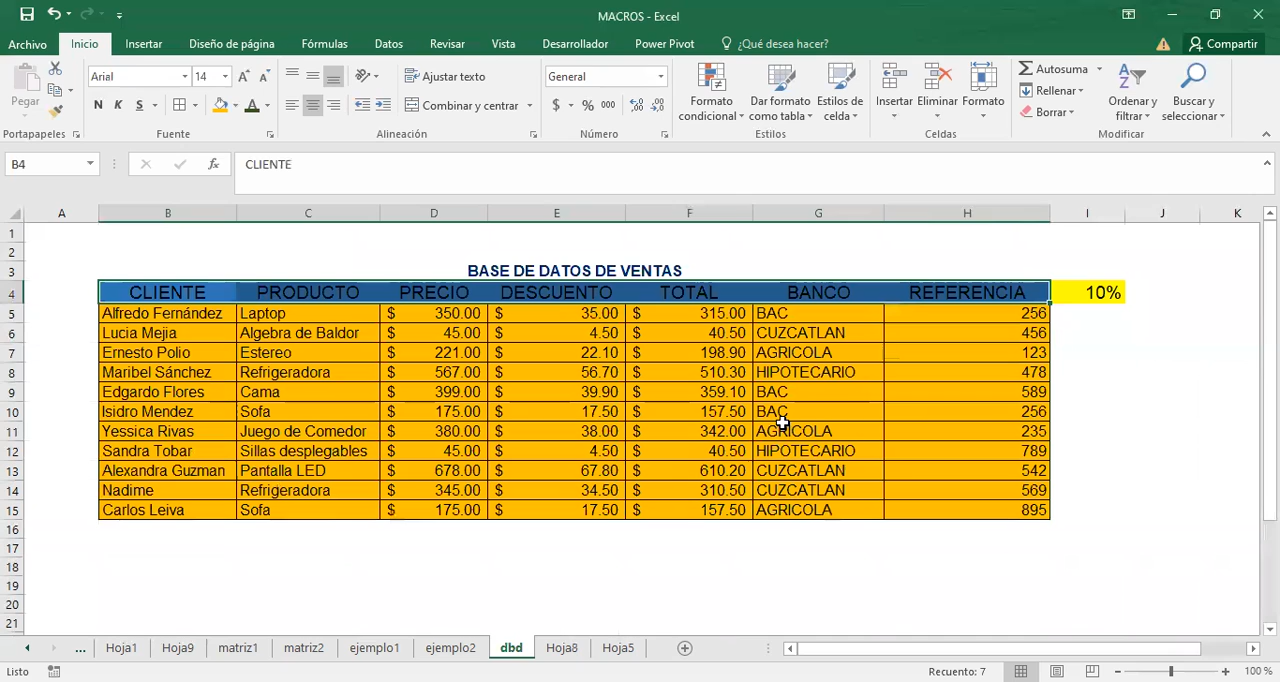 MACROS - Excel
Archivo Inicio Insertar Diseño de página Fórmulas Datos Revisar Vista Desarrollador Power Pivot ¿Qué desea hacer? Compartir
Pegar
Arial 14
N K S
Ajustar texto
Combinar y centrar
General
$ % 000
Formato condicional
Dar formato como tabla
Estilos de celda
Insertar Eliminar Formato
Autosuma
Rellenar
Borrar
Ordenar y filtrar
Buscar y seleccionar
Portapapeles Fuente Alineación Número Estilos Celdas Modificar
B4 fx CLIENTE
A B C D E F G H I J K
1
2
3 BASE DE DATOS DE VENTAS
4 CLIENTE PRODUCTO PRECIO DESCUENTO TOTAL BANCO REFERENCIA 10%
5 Alfredo Fernández Laptop $ 350.00 $ 35.00 $ 315.00 BAC 256
6 Lucia Mejia Algebra de Baldor $ 45.00 $ 4.50 $ 40.50 CUZCATLAN 456
7 Ernesto Polio Estereo $ 221.00 $ 22.10 $ 198.90 AGRICOLA 123
8 Maribel Sánchez Refrigeradora $ 567.00 $ 56.70 $ 510.30 HIPOTECARIO 478
9 Edgardo Flores Cama $ 399.00 $ 39.90 $ 359.10 BAC 589
10 Isidro Mendez Sofa $ 175.00 $ 17.50 $ 157.50 BAC 256
11 Yessica Rivas Juego de Comedor $ 380.00 $ 38.00 $ 342.00 AGRICOLA 235
12 Sandra Tobar Sillas desplegables $ 45.00 $ 4.50 $ 40.50 HIPOTECARIO 789
13 Alexandra Guzman Pantalla LED $ 678.00 $ 67.80 $ 610.20 CUZCATLAN 542
14 Nadime Refrigeradora $ 345.00 $ 34.50 $ 310.50 CUZCATLAN 569
15 Carlos Leiva Sofa $ 175.00 $ 17.50 $ 157.50 AGRICOLA 895
16
17
18
19
20
21
... Hoja1 Hoja9 matriz1 matriz2 ejemplo1 ejemplo2 dbd Hoja8 Hoja5
Listo Recuento: 7 100 %